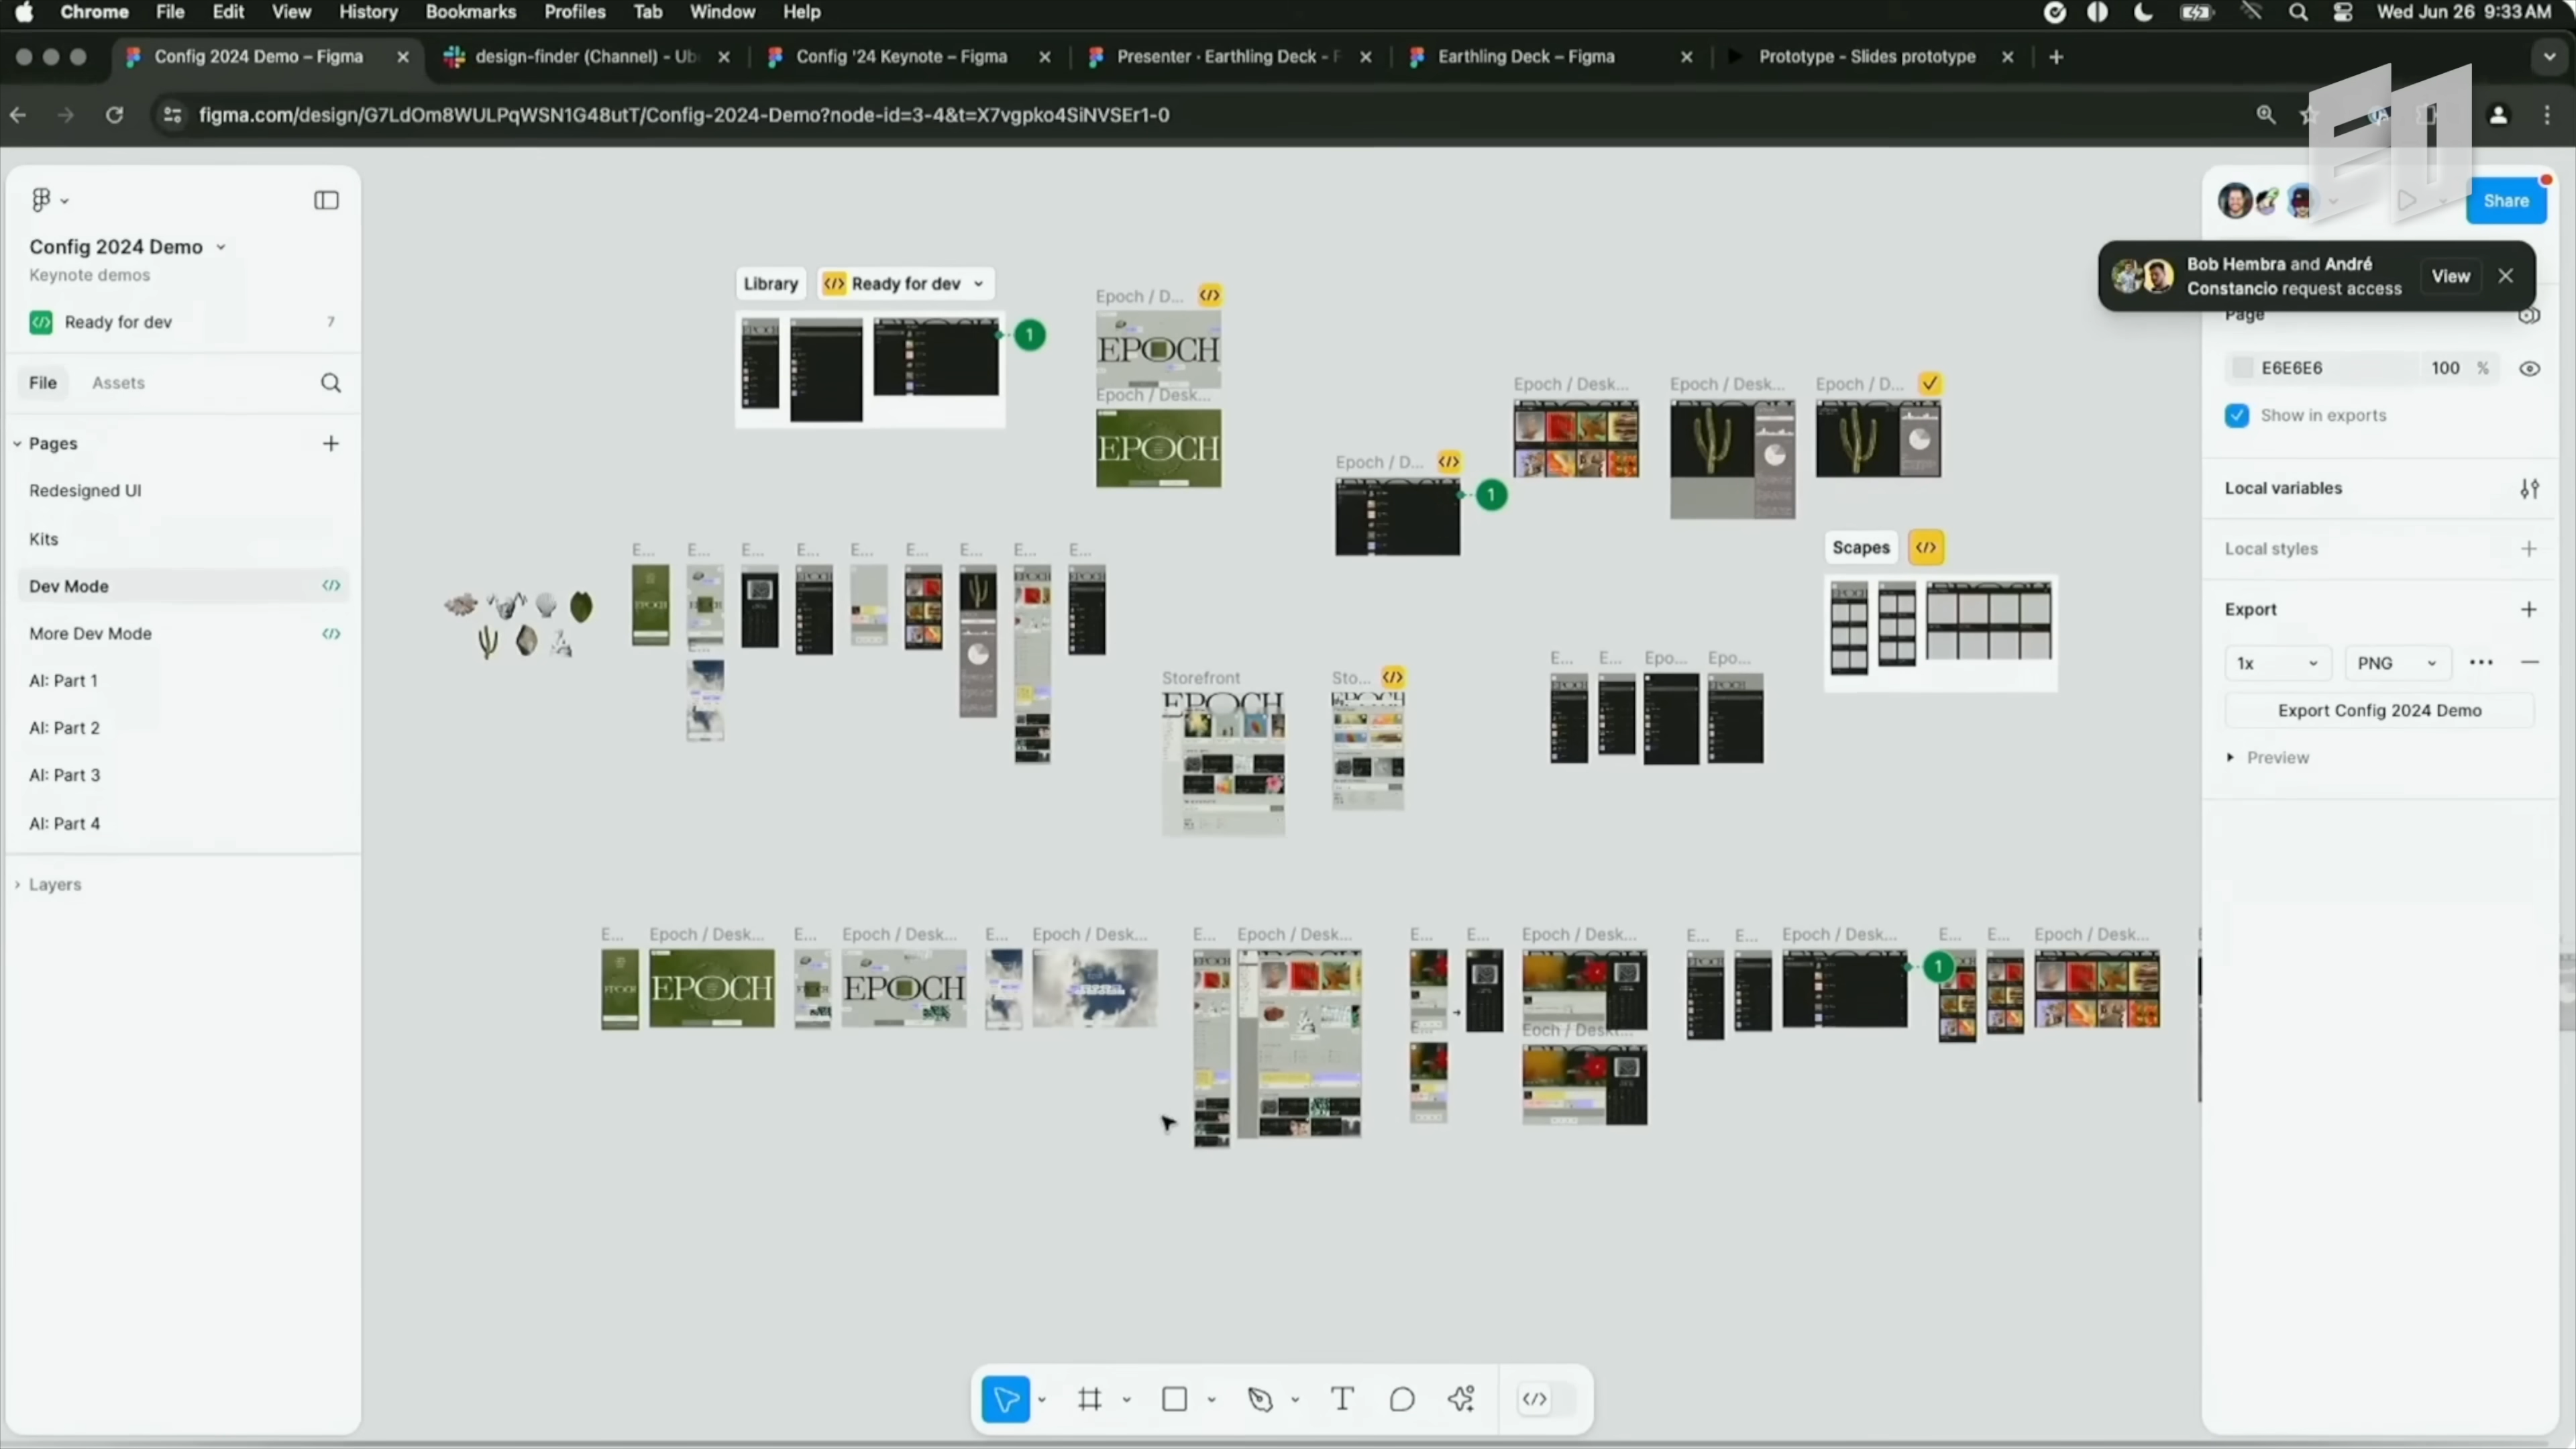 Chrome File Edit View History Bookmarks Profiles Tab Window Help Wed Jun 26 9:33 AM
Config 2024 Demo – Figma design-finder (Channel) - Ub Config '24 Keynote – Figma Presenter · Earthling Deck – F Earthling Deck – Figma Prototype - Slides prototype
figma.com/design/G7LdOm8WULPqWSN1G48utT/Config-2024-Demo?node-id=3-4&t=X7vgpko4SiNVSEr1-0
Share
Config 2024 Demo
Keynote demos
Ready for dev 7
File Assets
Pages
Redesigned UI
Kits
Dev Mode
More Dev Mode
AI: Part 1
AI: Part 2
AI: Part 3
AI: Part 4
Layers
Library Ready for dev
1
Epoch / D...
EPOCH
Epoch / Desk...
EPOCH
Epoch / Desk... Epoch / Desk... Epoch / D...
Epoch / D...
1
Scapes
E... E... E... E... E... E... E... E... E...
Storefront Sto...
EPOCH
E... E... Epo... Epo...
E... Epoch / Desk... E... Epoch / Desk... E... Epoch / Desk... E... Epoch / Desk... E... E... Epoch / Desk... E... E... Epoch / Desk... E... E... Epoch / Desk...
EPOCH EPOCH
1
Bob Hembra and André
Constancio request access
View
Page
E6E6E6 100 %
Show in exports
Local variables
Local styles
Export
1x PNG
Export Config 2024 Demo
Preview